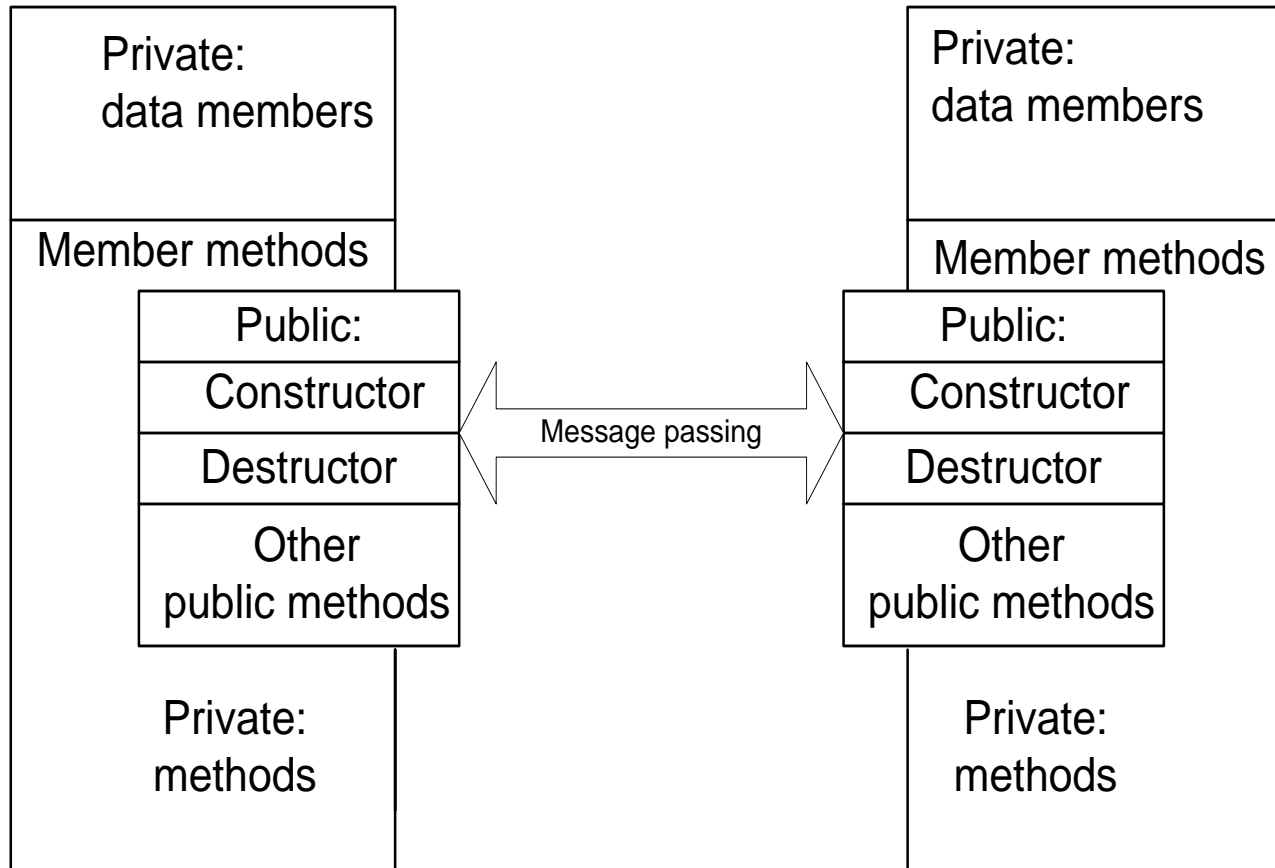 Private:
data members
Member methods
Public:
Constructor
Destructor
Other
public methods
Private:
methods
Message passing
Private:
data members
Member methods
Public:
Constructor
Destructor
Other
public methods
Private:
methods